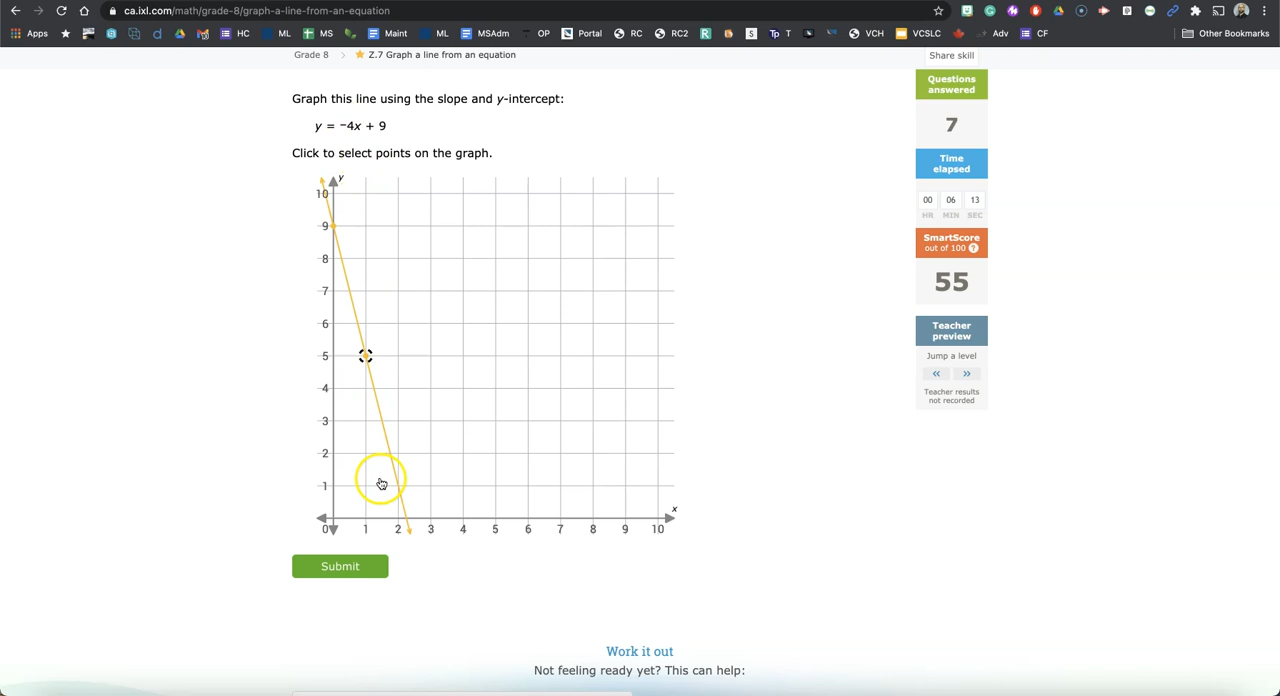 ca.ixl.com/math/grade-8/graph-a-line-from-an-equation
Apps HC ML MS Maint ML MSAdm OP Portal RC RC2 R S Tp T VCH VCSLC Adv CF Other Bookmarks
Grade 8 > Z.7 Graph a line from an equation
Share skill
Graph this line using the slope and y-intercept:
y = −4x + 9
Click to select points on the graph.
y
10
9
8
7
6
5
4
3
2
1
x
0 1 2 3 4 5 6 7 8 9 10
Submit
Questions
answered
7
Time
elapsed
00 06 13
HR MIN SEC
SmartScore
out of 100 ?
55
Teacher
preview
Jump a level
« »
Teacher results
not recorded
Work it out
Not feeling ready yet? This can help: